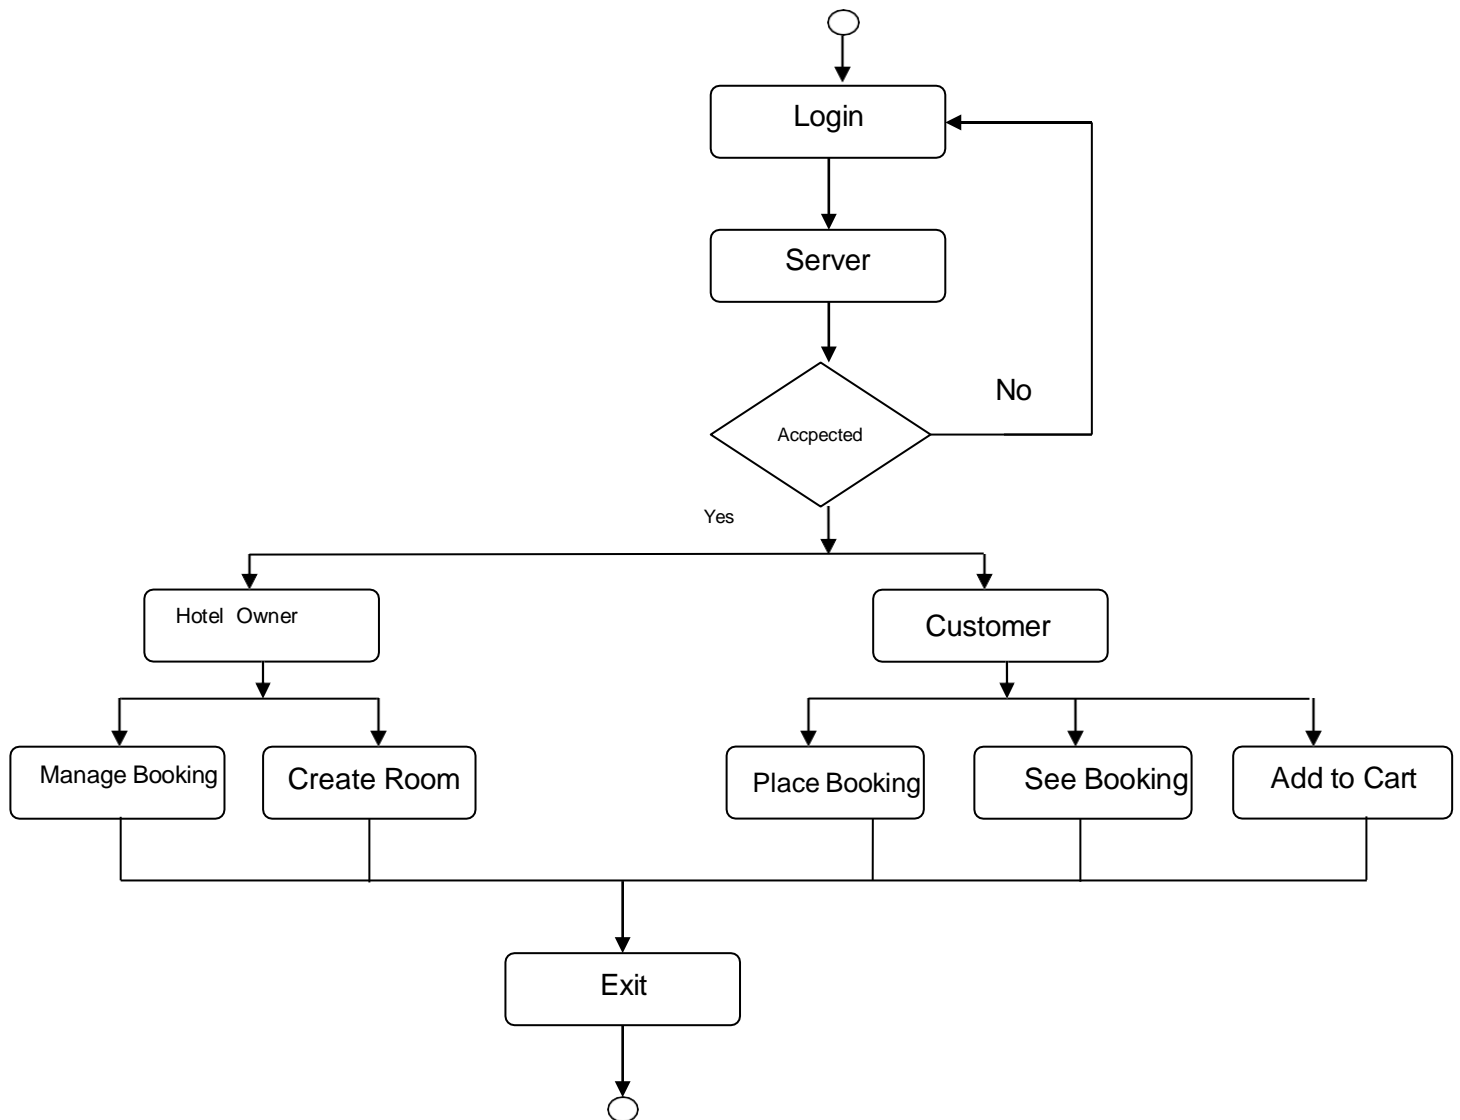 Login
Server
No
Accpected
Yes
Hotel Owner
Customer
Manage Booking
Create Room
Place Booking
See Booking
Add to Cart
Exit